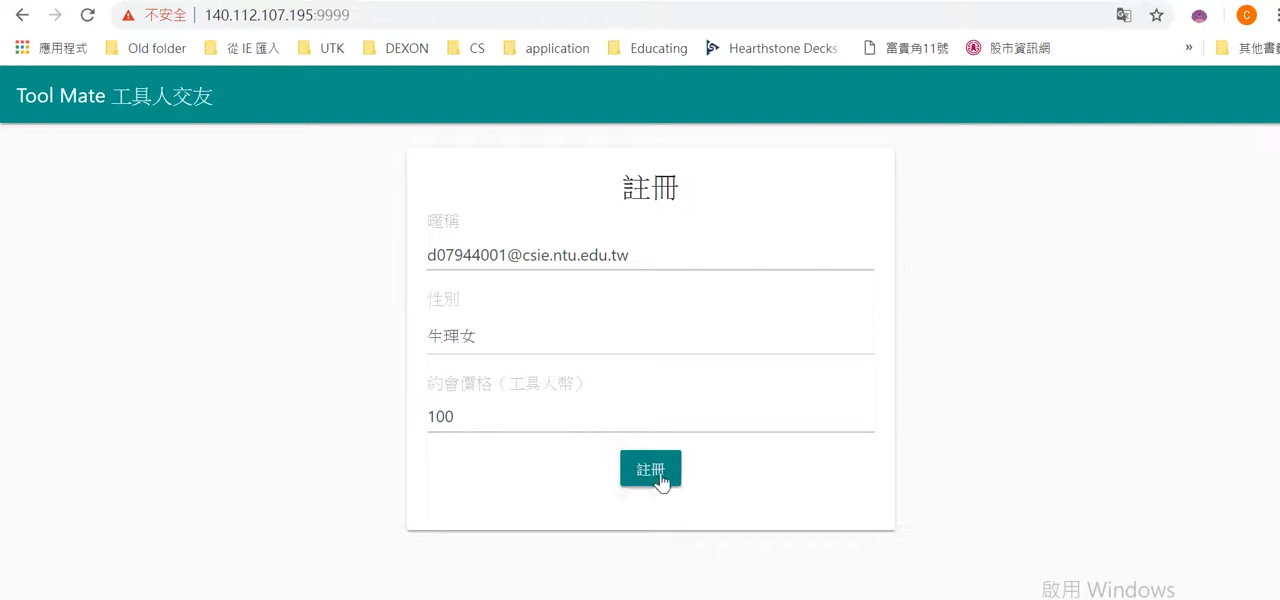 不安全 140.112.107.195:9999
應用程式 Old folder 從 IE 匯入 UTK DEXON CS application Educating Hearthstone Decks 富貴角11號 股市資訊網 » 其他書籤
Tool Mate 工具人交友
註冊
暱稱
d07944001@csie.ntu.edu.tw
性別
生理女
約會價格（工具人幣）
100
註冊
啟用 Windows